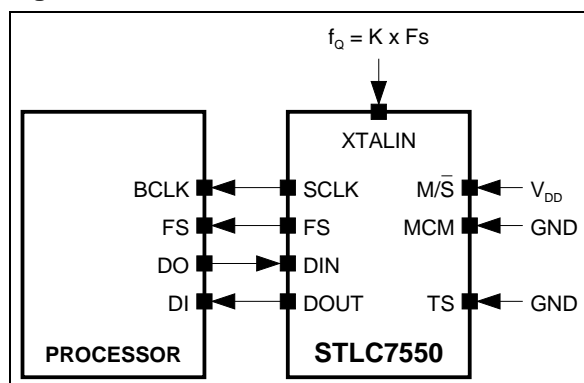 f_Q = K x Fs
XTALIN
BCLK SCLK M/S̅ V_DD
FS FS MCM GND
DO DIN
DI DOUT TS GND
PROCESSOR STLC7550